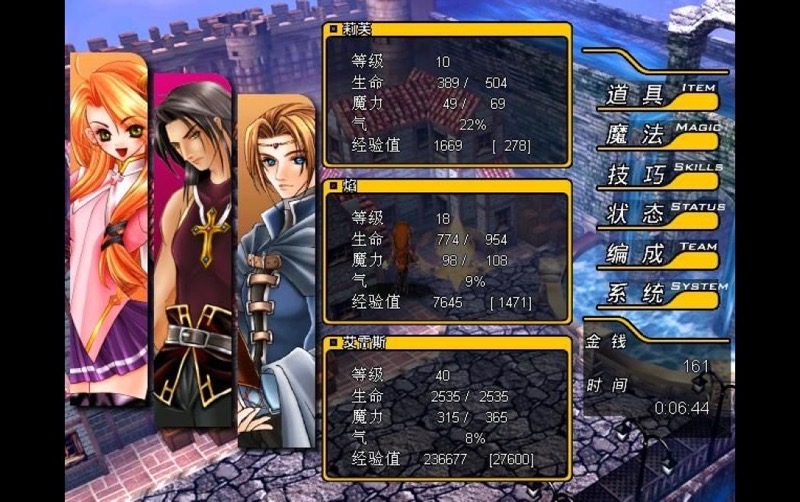 莉芙
等级 10
生命 389 / 504
魔力 49 / 69
气 22%
经验值 1669 [ 278]
焰
等级 18
生命 774 / 954
魔力 98 / 108
气 9%
经验值 7645 [ 1471]
艾雷斯
等级 40
生命 2535 / 2535
魔力 315 / 365
气 8%
经验值 236677 [27600]
道具 ITEM
魔法 MAGIC
技巧 SKILLS
状态 STATUS
编成 TEAM
系统 SYSTEM
金钱
161
时间
0:06:44